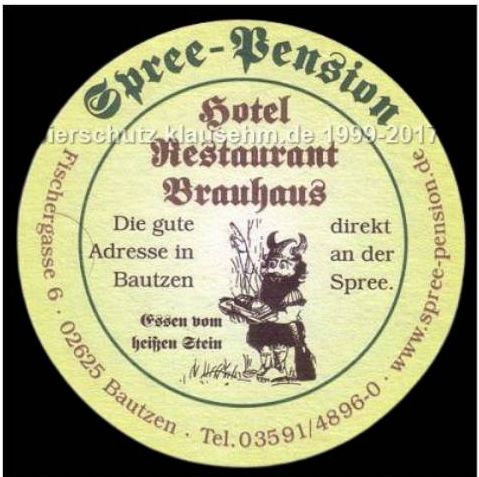 Spree-Pension
Hotel
Restaurant
Brauhaus
Die gute
Adresse in
Bautzen
direkt
an der
Spree.
Essen vom
heißen Stein
Fischergasse 6 · 02625 Bautzen · Tel. 03591/4896-0 · www.spree-pension.de
ierschutz klausehm.de 1999-2017